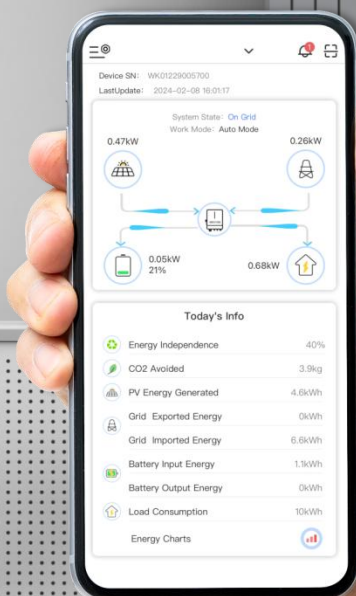 Device SN: WK01229005700
LastUpdate: 2024-02-08 16:01:17
System State: On Grid
Work Mode: Auto Mode
0.47kW
0.26kW
0.05kW
21%
0.68kW
Today's Info
Energy Independence 40%
CO2 Avoided 3.9kg
PV Energy Generated 4.6kWh
Grid Exported Energy 0kWh
Grid Imported Energy 6.6kWh
Battery Input Energy 1.1kWh
Battery Output Energy 0kWh
Load Consumption 10kWh
Energy Charts